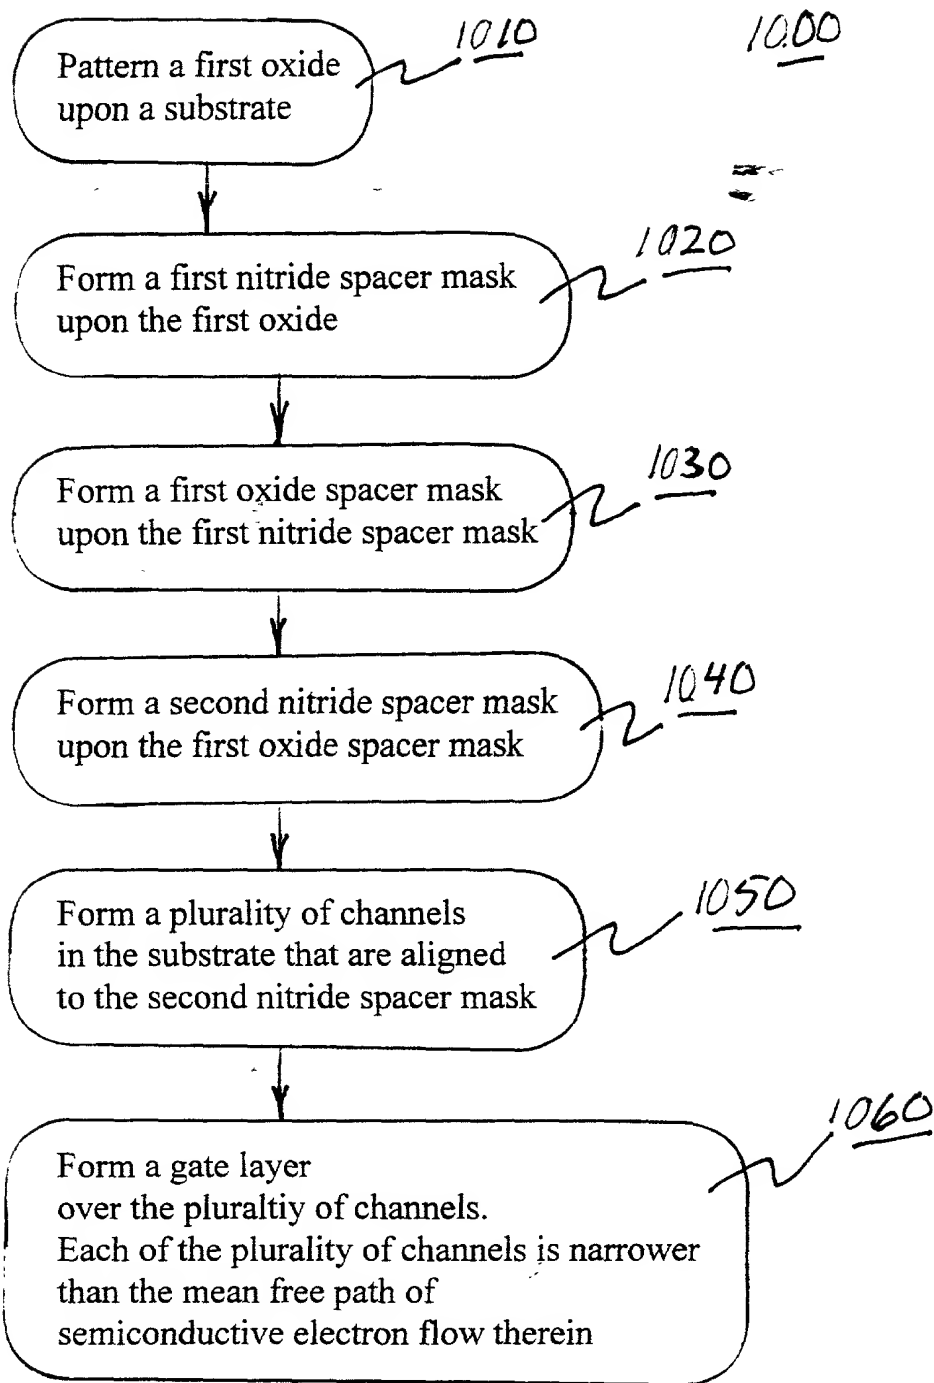 1010
1000
Pattern a first oxide
upon a substrate
1020
Form a first nitride spacer mask
upon the first oxide
1030
Form a first oxide spacer mask
upon the first nitride spacer mask
1040
Form a second nitride spacer mask
upon the first oxide spacer mask
1050
Form a plurality of channels
in the substrate that are aligned
to the second nitride spacer mask
1060
Form a gate layer
over the pluraltiy of channels.
Each of the plurality of channels is narrower
than the mean free path of
semiconductive electron flow therein